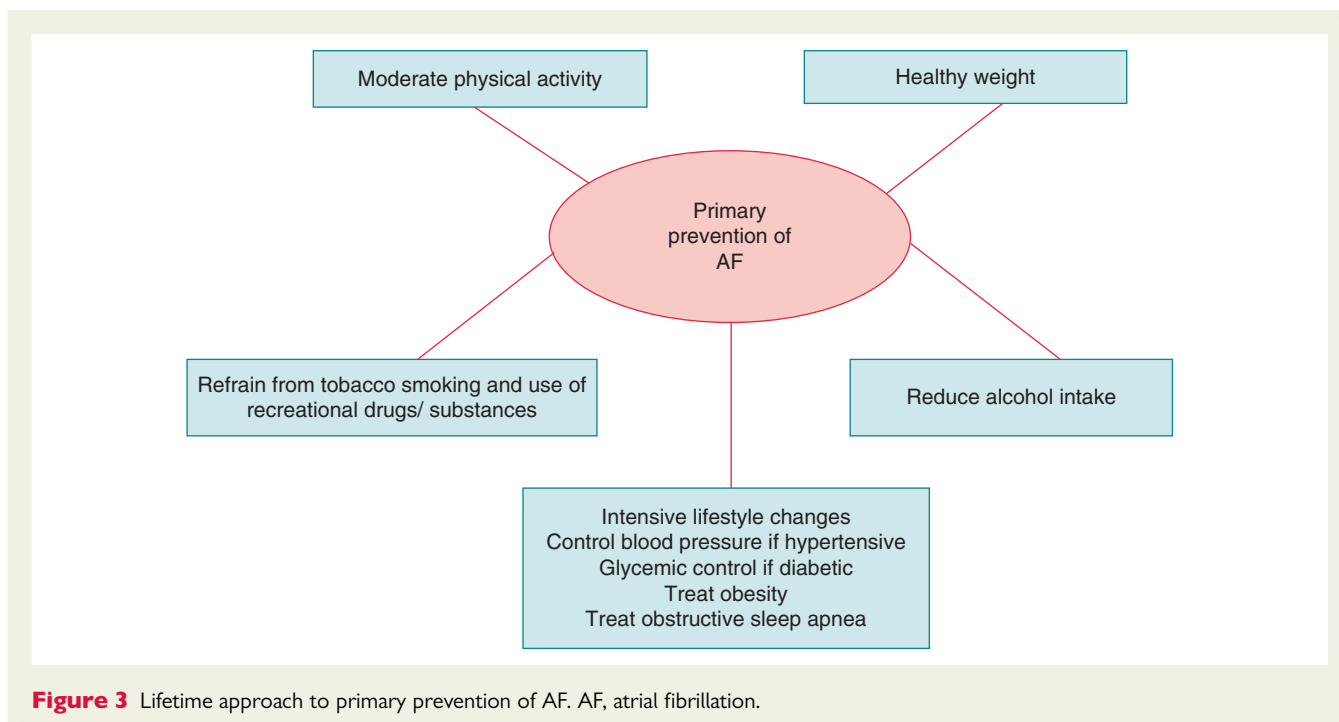 Moderate physical activity
Healthy weight
Primary
prevention of
AF
Refrain from tobacco smoking and use of
recreational drugs/ substances
Reduce alcohol intake
Intensive lifestyle changes
Control blood pressure if hypertensive
Glycemic control if diabetic
Treat obesity
Treat obstructive sleep apnea
Figure 3 Lifetime approach to primary prevention of AF. AF, atrial fibrillation.